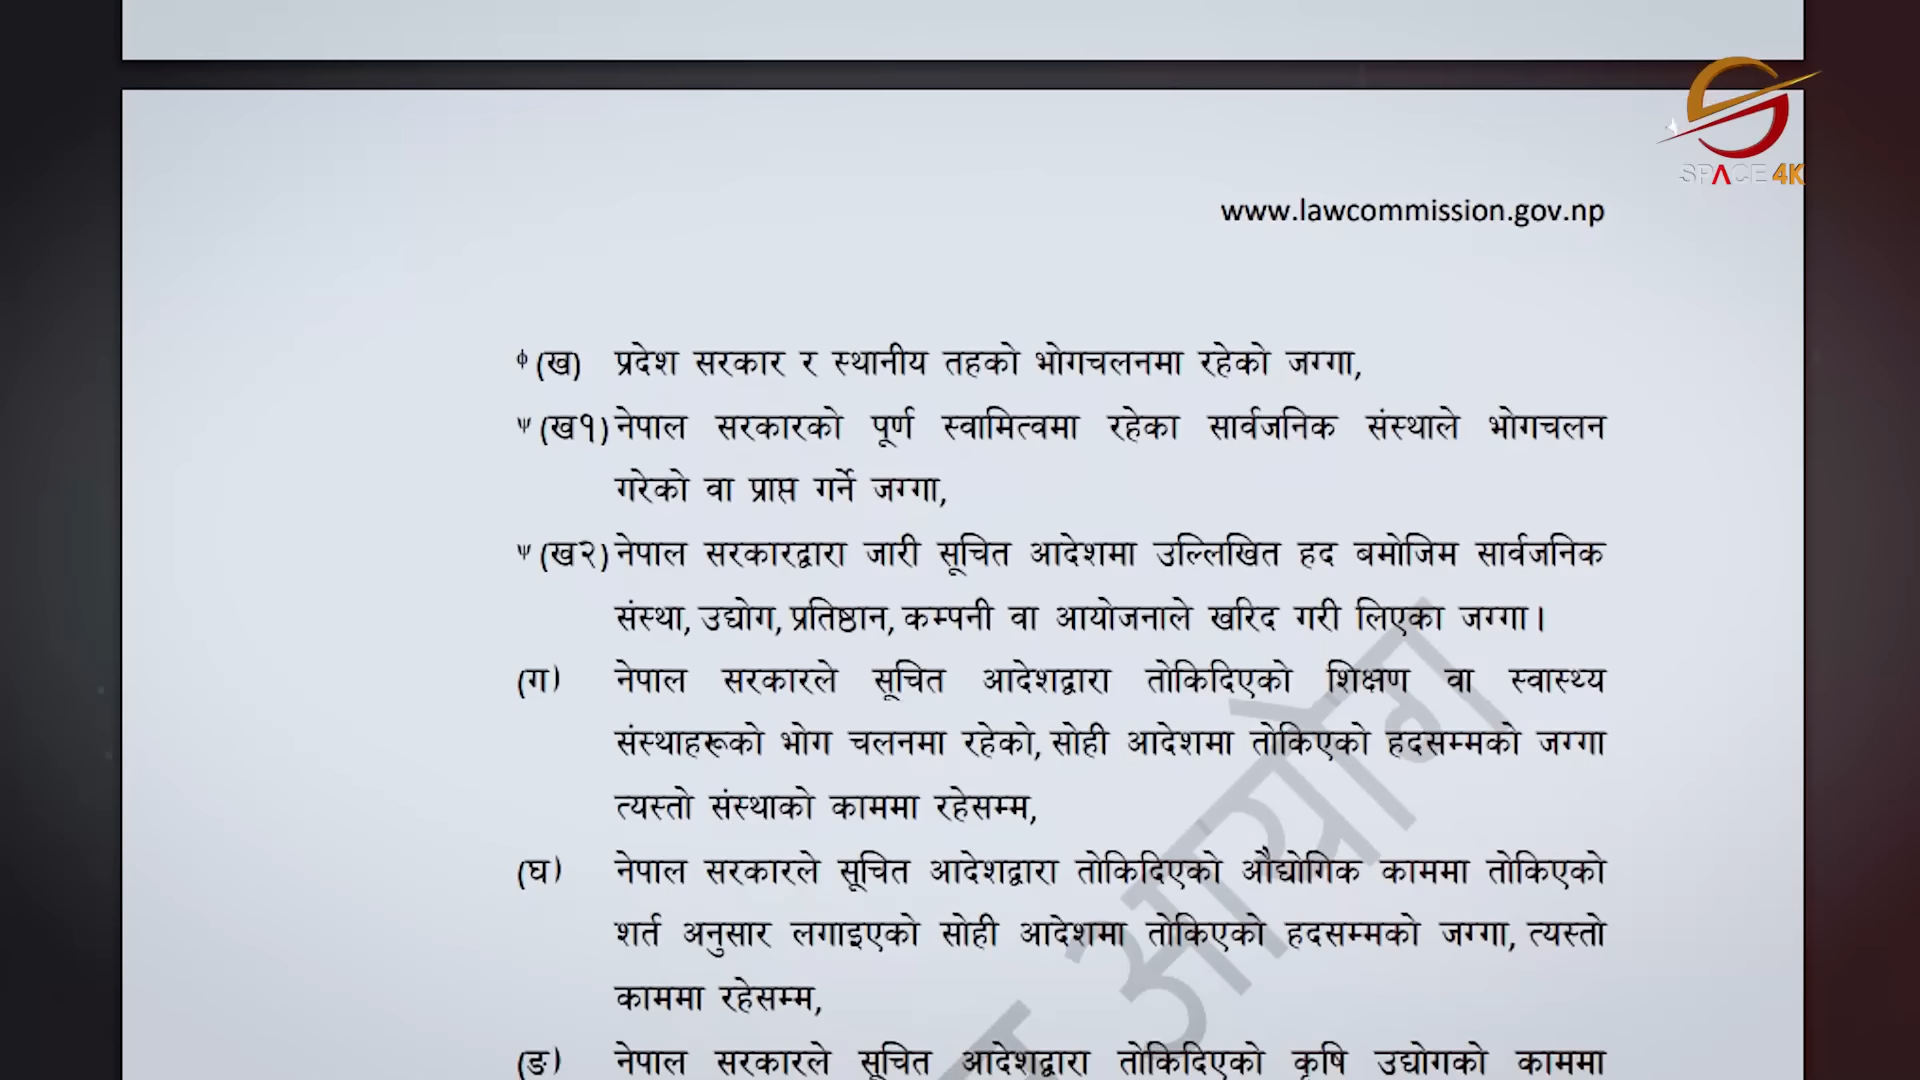 SPACE 4K
www.lawcommission.gov.np
ϕ (ख) प्रदेश सरकार र स्थानीय तहको भोगचलनमा रहेको जग्गा,
ψ (ख१) नेपाल सरकारको पूर्ण स्वामित्वमा रहेका सार्वजनिक संस्थाले भोगचलन
गरेको वा प्राप्त गर्ने जग्गा,
ψ (ख२) नेपाल सरकारद्वारा जारी सूचित आदेशमा उल्लिखित हद बमोजिम सार्वजनिक
संस्था, उद्योग, प्रतिष्ठान, कम्पनी वा आयोजनाले खरिद गरी लिएका जग्गा।
(ग) नेपाल सरकारले सूचित आदेशद्वारा तोकिदिएको शिक्षण वा स्वास्थ्य
संस्थाहरूको भोग चलनमा रहेको, सोही आदेशमा तोकिएको हदसम्मको जग्गा
त्यस्तो संस्थाको काममा रहेसम्म,
(घ) नेपाल सरकारले सूचित आदेशद्वारा तोकिदिएको औद्योगिक काममा तोकिएको
शर्त अनुसार लगाइएको सोही आदेशमा तोकिएको हदसम्मको जग्गा, त्यस्तो
काममा रहेसम्म,
(ङ) नेपाल सरकारले सूचित आदेशद्वारा तोकिदिएको कृषि उद्योगको काममा
आयोग